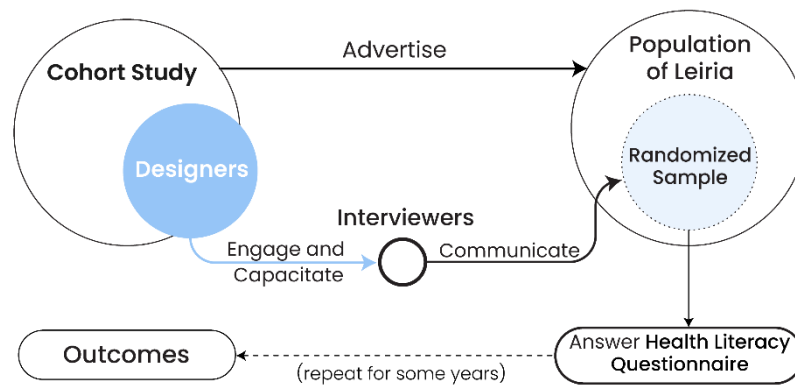 Advertise
Cohort Study
Population
of Leiria
Designers
Randomized
Sample
Interviewers
Engage and
Capacitate
Communicate
Outcomes
(repeat for some years)
Answer Health Literacy
Questionnaire